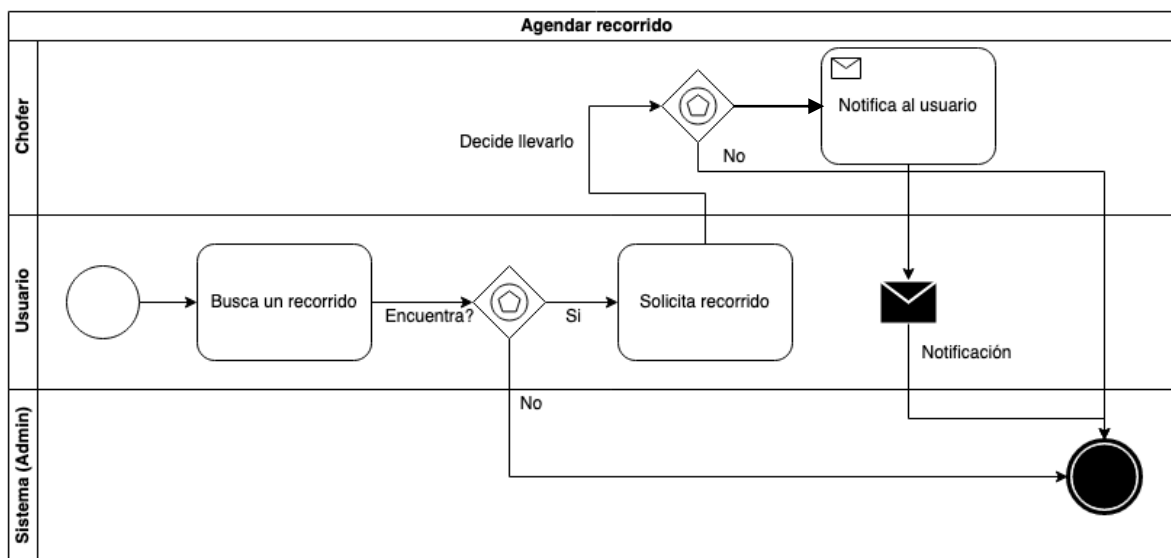 Agendar recorrido
Chofer
Notifica al usuario
Decide llevarlo
No
Usuario
Busca un recorrido
Encuentra?
Si
Solicita recorrido
Notificación
Sistema (Admin)
No